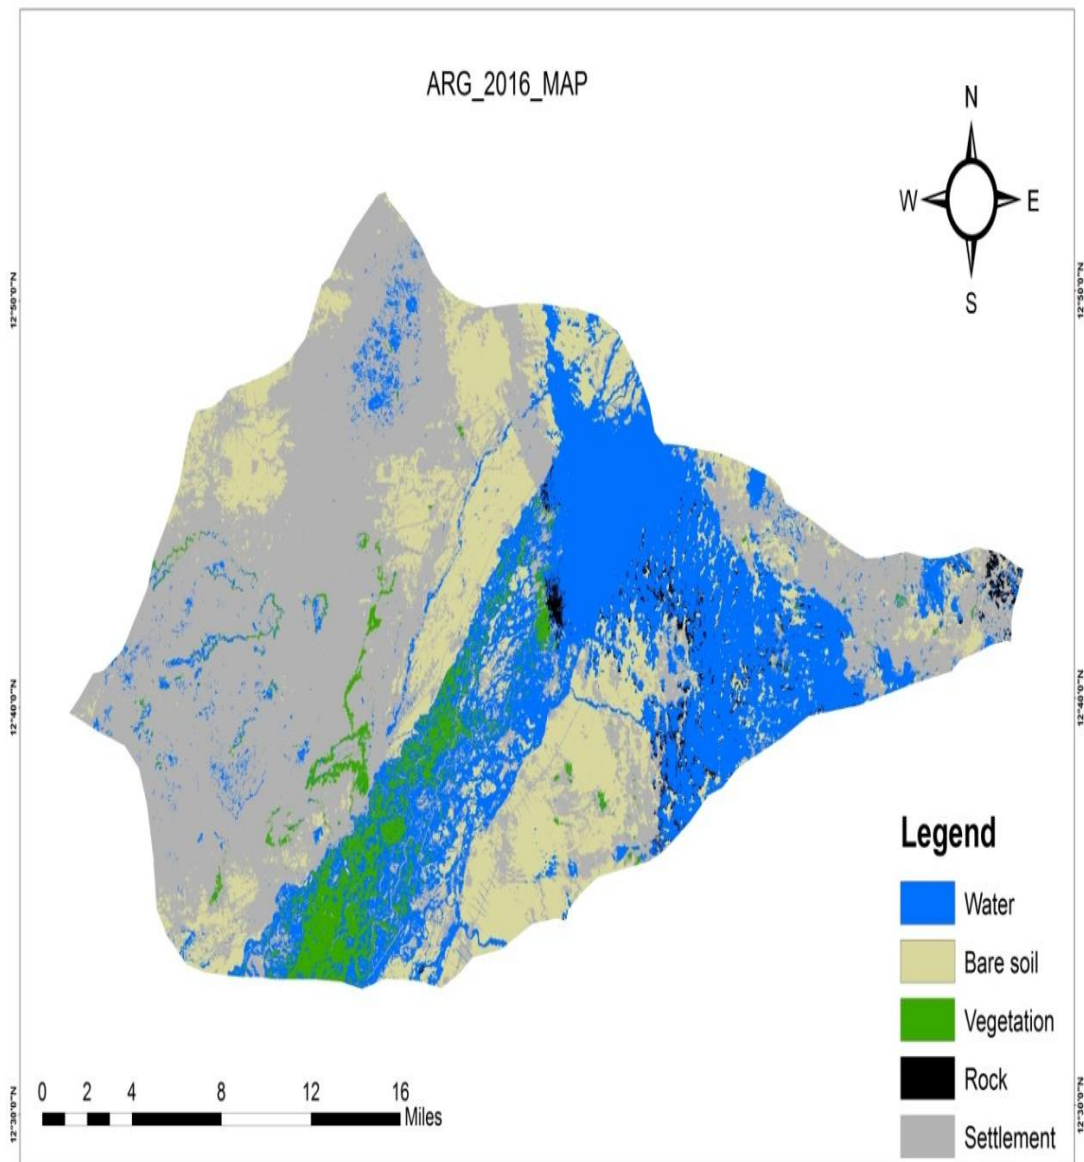 ARG_2016_MAP
N
W
E
S
12°50'0"N
12°50'0"N
12°40'0"N
12°40'0"N
Legend
Water
Bare soil
Vegetation
Rock
Settlement
0 2 4 8 12 16
Miles
12°30'0"N
12°30'0"N